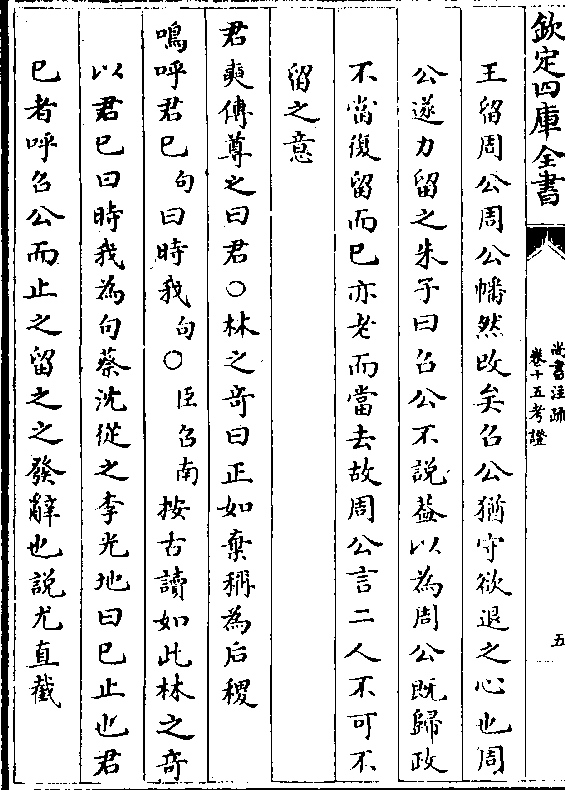 欽定四庫全書
尚書注疏
卷十五考證
五
王留周公周公幡然改矣召公猶守欲退之心也周
公遂力留之朱子曰召公不說葢以為周公既歸政
不當復留而已亦老而當去故周公言二人不可不
留之意
君奭傳尊之曰君○林之奇曰正如棄稱為后稷
嗚呼君已句曰時我句○臣召南按古讀如此林之奇
以君已曰時我為句蔡沈從之李光地曰已止也君
已者呼召公而止之留之之發辭也說尤直截